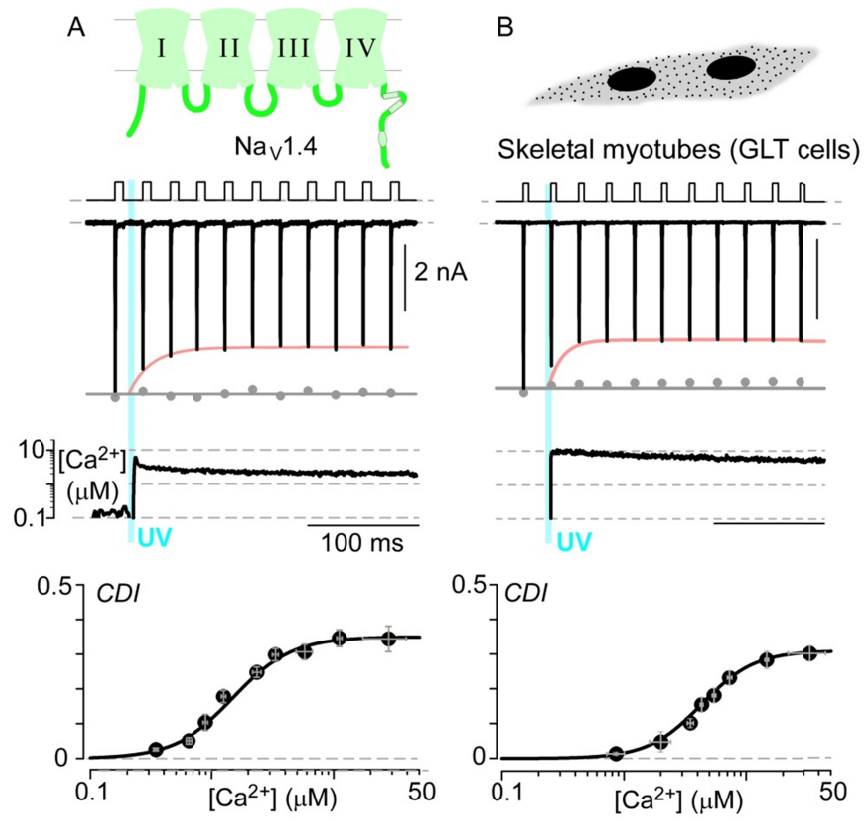 A
I II III IV
NaV1.4
2 nA
10
[Ca2+]
(μM)
0.1
UV
100 ms
0.5
CDI
0
0.1
[Ca2+] (μM)
50
B
Skeletal myotubes (GLT cells)
UV
0.5
CDI
0
0.1
[Ca2+] (μM)
50